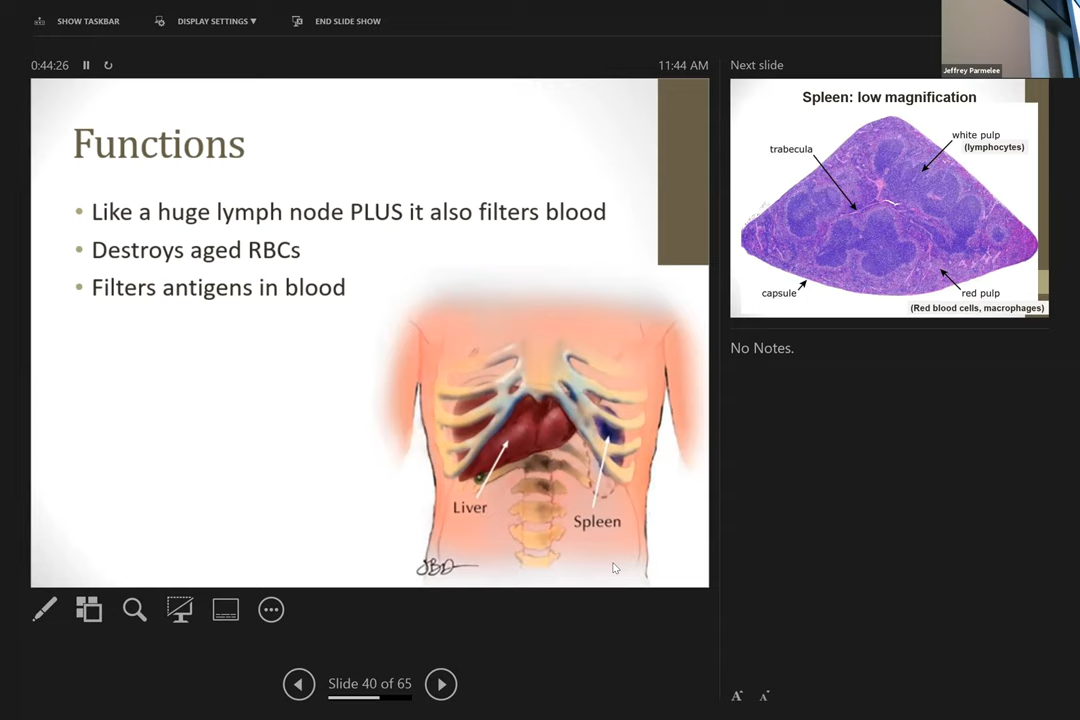 SHOW TASKBAR
DISPLAY SETTINGS ▼
END SLIDE SHOW
Jeffrey Parmelee
0:44:26
11:44 AM
Functions
• Like a huge lymph node PLUS it also filters blood
• Destroys aged RBCs
• Filters antigens in blood
Liver
Spleen
JBD
Slide 40 of 65
Next slide
Spleen: low magnification
white pulp
(lymphocytes)
trabecula
capsule
red pulp
(Red blood cells, macrophages)
No Notes.
A A